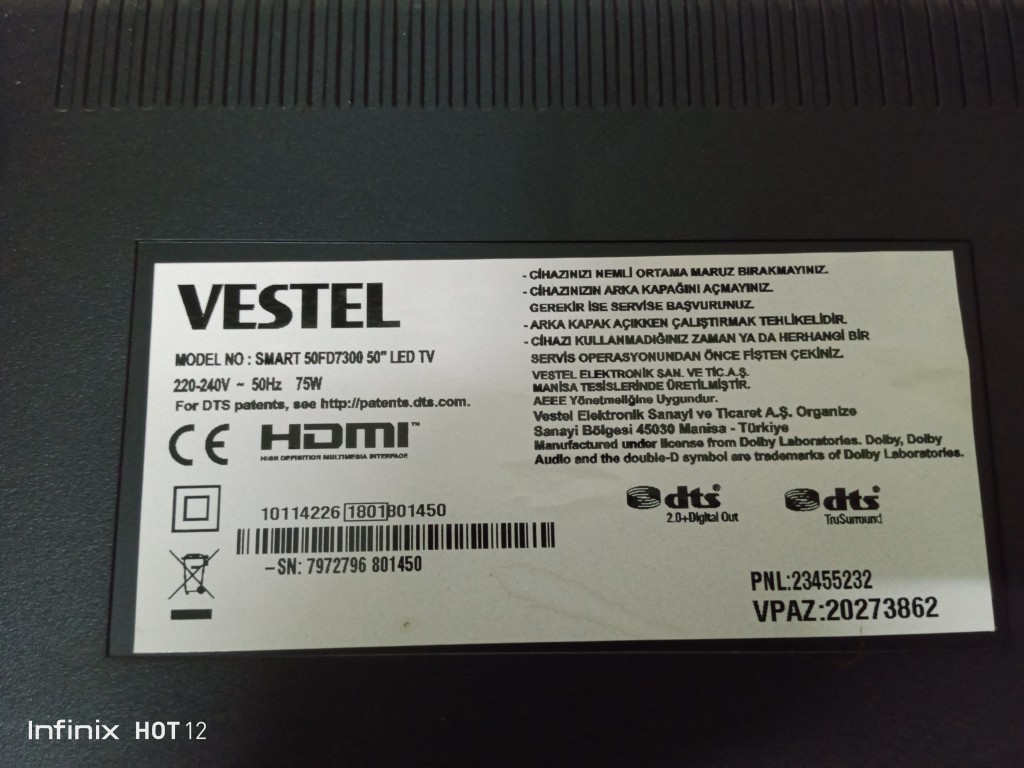 VESTEL
MODEL NO : SMART 50FD7300 50" LED TV
220-240V ~ 50Hz 75W
For DTS patents, see http://patents.dts.com.
CE HDMI™
HIGH DEFINITION MULTIMEDIA INTERFACE
10114226 1801801450
-SN: 7972796 801450
- CİHAZINIZI NEMLİ ORTAMA MARUZ BIRAKMAYINIZ.
- CİHAZINIZIN ARKA KAPAĞINI AÇMAYINIZ.
GEREKİR İSE SERVİSE BAŞVURUNUZ.
- ARKA KAPAK AÇIKKEN ÇALIŞTIRMAK TEHLİKELİDİR.
- CİHAZI KULLANMADIĞINIZ ZAMAN YA DA HERHANGİ BİR
SERVİS OPERASYONUNDAN ÖNCE FİŞTEN ÇEKİNİZ.
VESTEL ELEKTRONİK SAN. VE TİC.A.Ş.
MANİSA TESİSLERİNDE ÜRETİLMİŞTİR.
AEEE Yönetmeliğine Uygundur.
Vestel Elektronik Sanayi ve Ticaret A.Ş. Organize
Sanayi Bölgesi 45030 Manisa - Türkiye
Manufactured under license from Dolby Laboratories. Dolby, Dolby
Audio and the double-D symbol are trademarks of Dolby Laboratories.
dts®
2.0+Digital Out
dts®
TruSurround
PNL:23455232
VPAZ:20273862
Infinix HOT 12